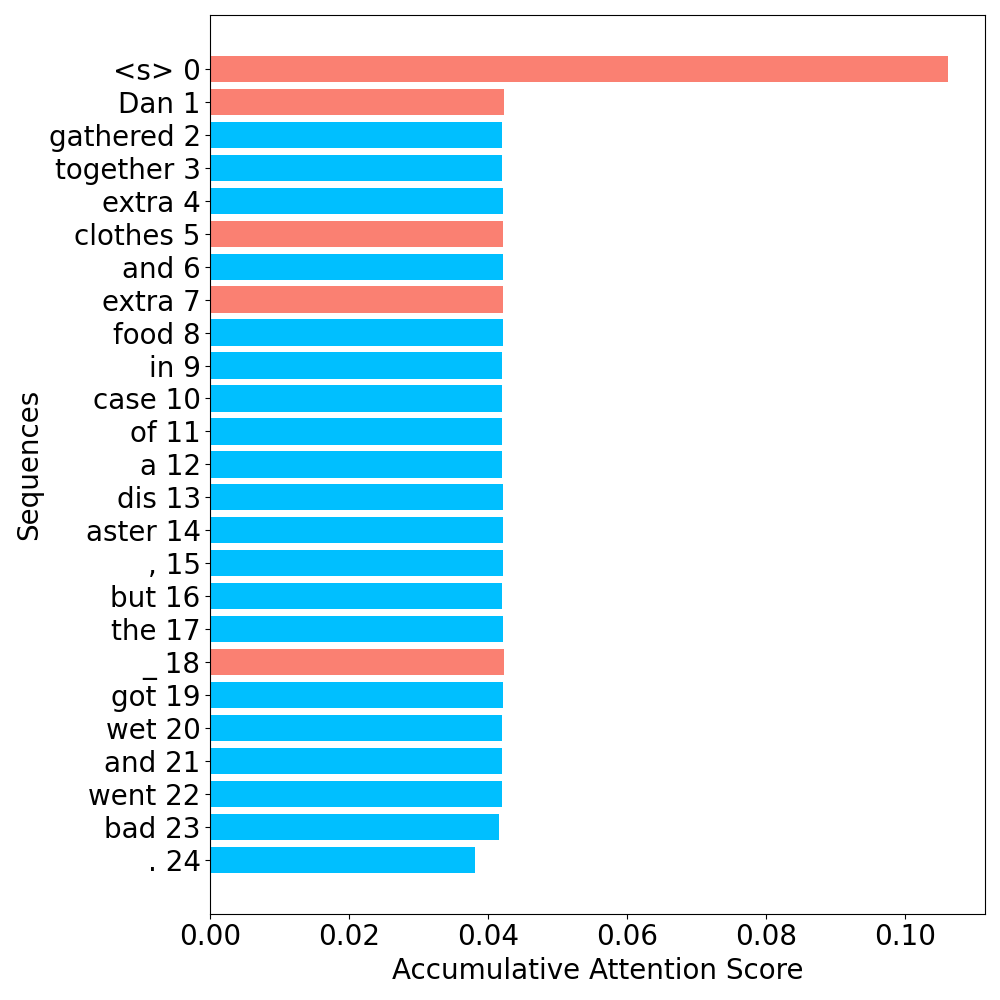 <s> 0
Dan 1
gathered 2
together 3
extra 4
clothes 5
and 6
extra 7
food 8
in 9
case 10
of 11
a 12
dis 13
aster 14
, 15
but 16
the 17
_ 18
got 19
wet 20
and 21
went 22
bad 23
. 24
Sequences
0.00 0.02 0.04 0.06 0.08 0.10
Accumulative Attention Score